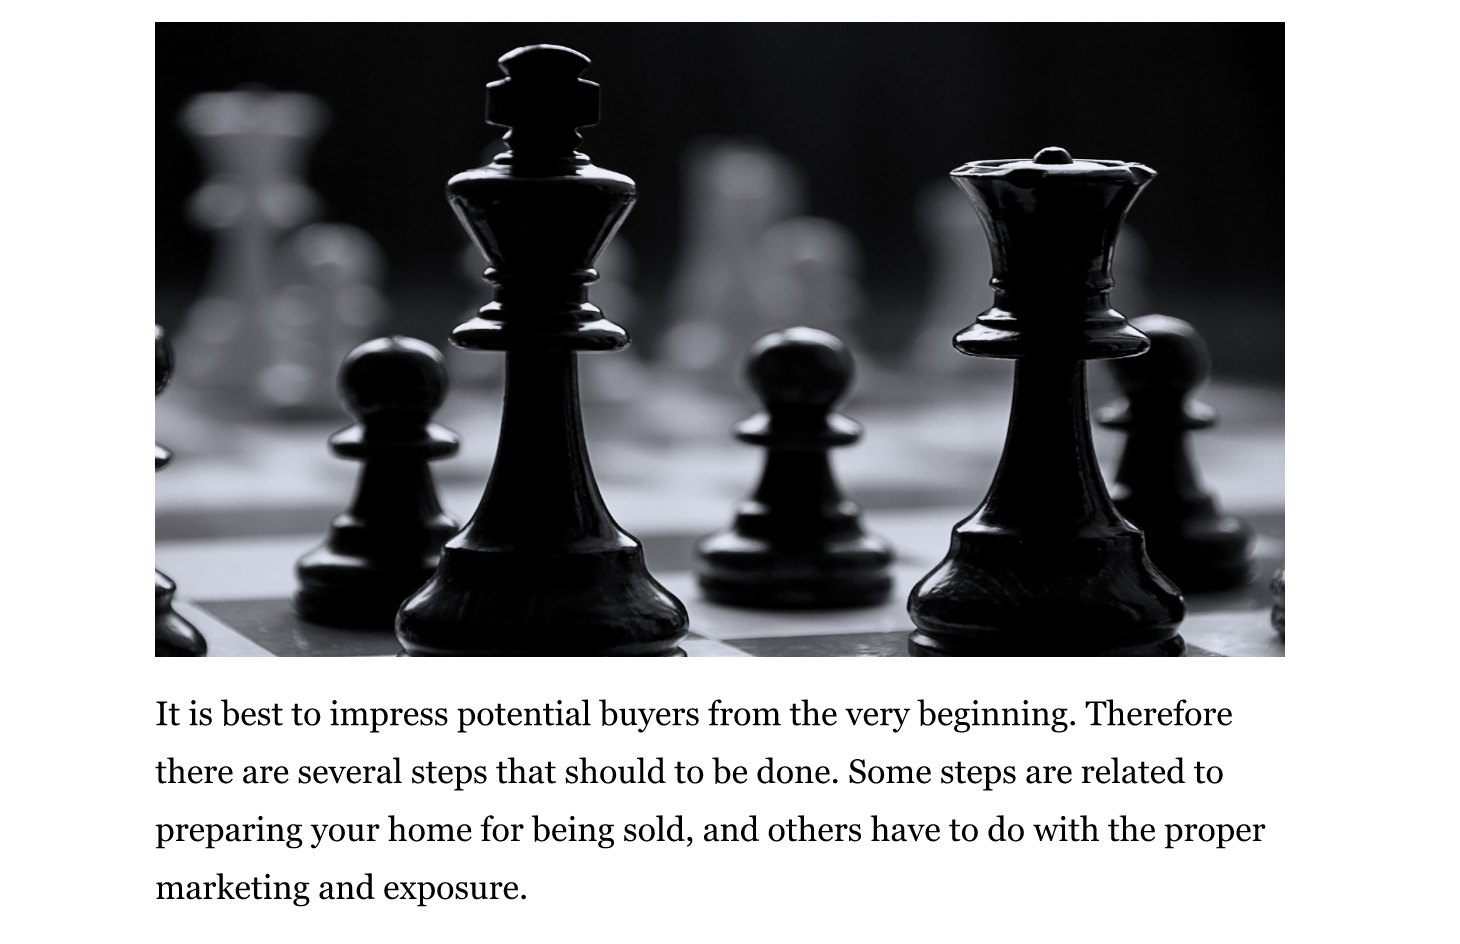 It is best to impress potential buyers from the very beginning. Therefore
there are several steps that should to be done. Some steps are related to
preparing your home for being sold, and others have to do with the proper
marketing and exposure.